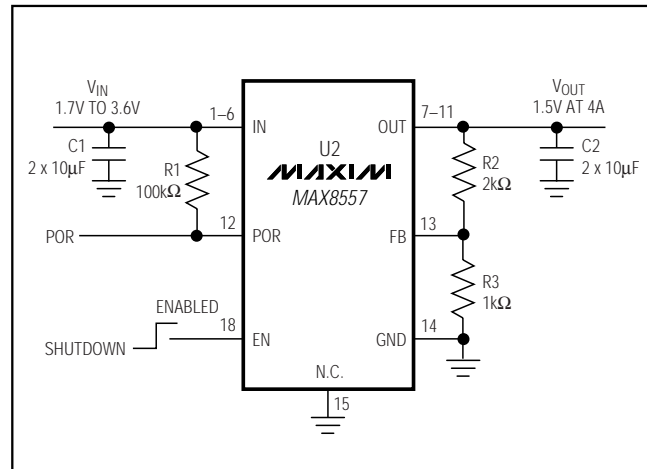 V_IN
1.7V TO 3.6V
C1
2 x 10µF
R1
100kΩ
1–6
IN
U2
MAXIM
MAX8557
OUT
7–11
V_OUT
1.5V AT 4A
R2
2kΩ
C2
2 x 10µF
POR
12
POR
FB
13
R3
1kΩ
ENABLED
SHUTDOWN
18
EN
GND
14
N.C.
15